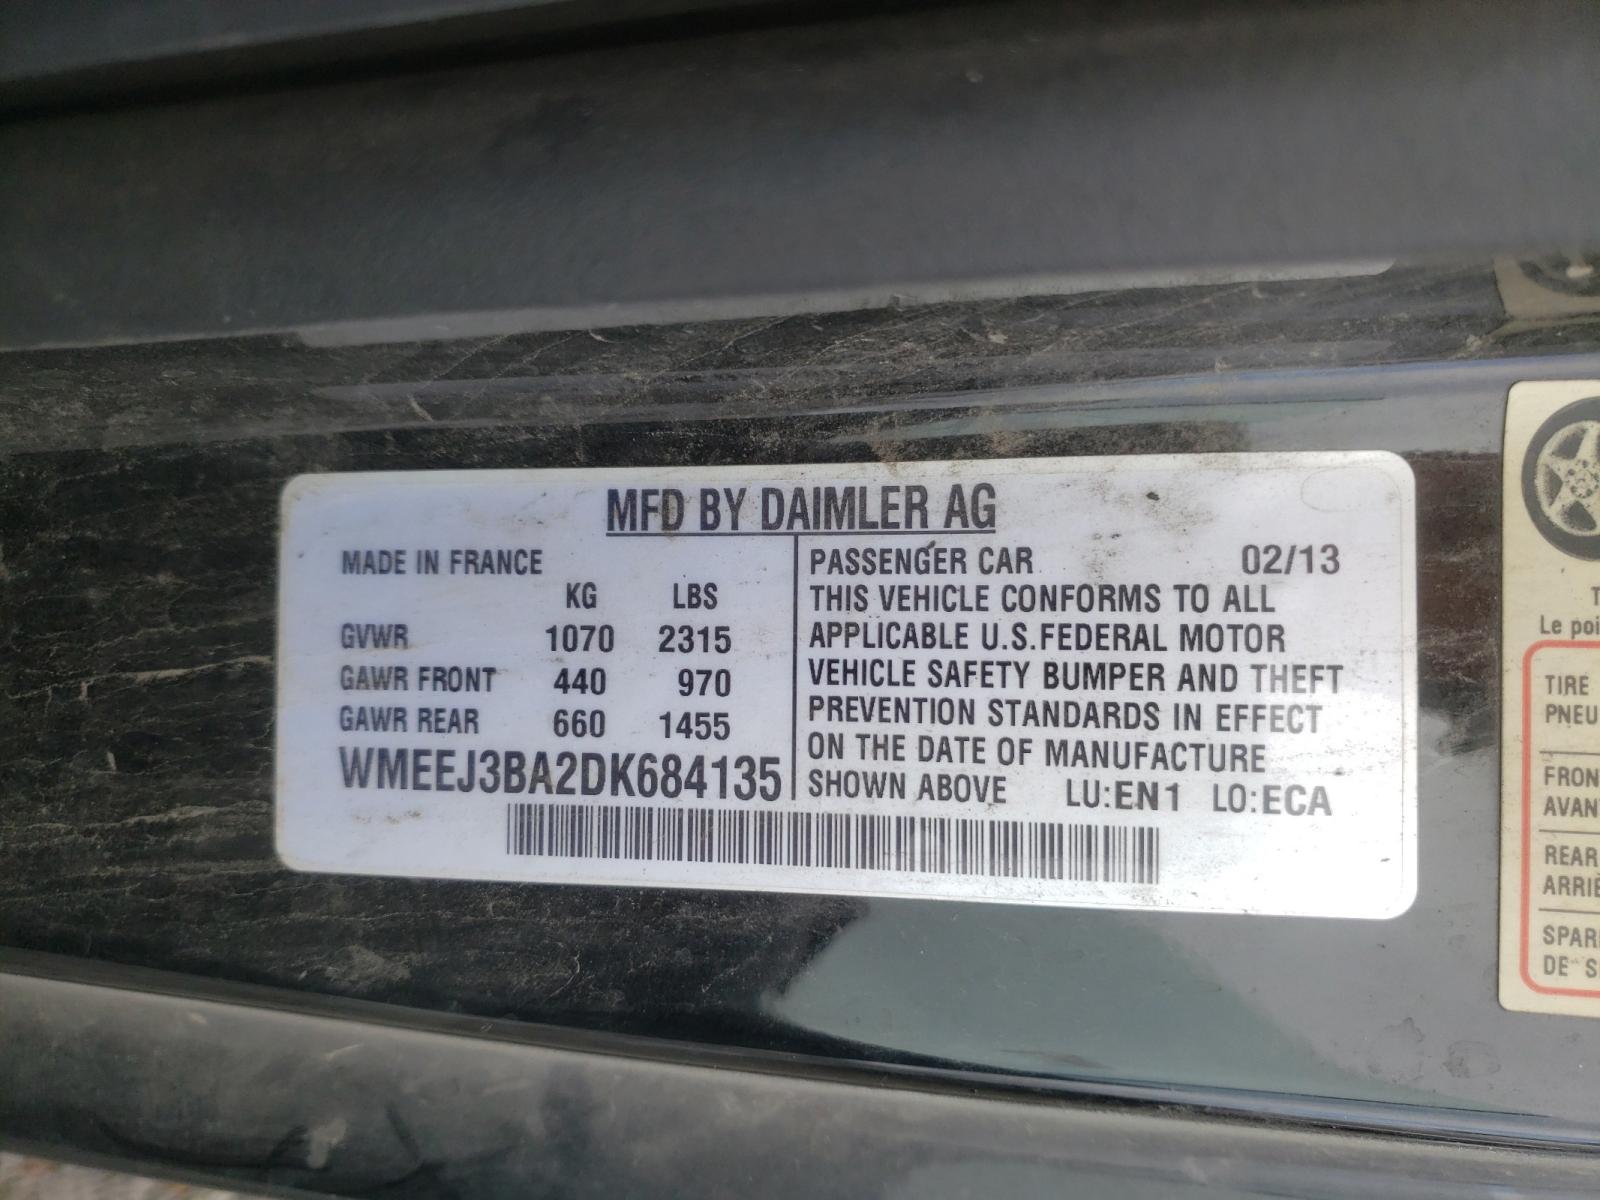 MFD BY DAIMLER AG
MADE IN FRANCE
KG LBS
GVWR 1070 2315
GAWR FRONT 440 970
GAWR REAR 660 1455
WMEEJ3BA2DK684135
PASSENGER CAR 02/13
THIS VEHICLE CONFORMS TO ALL
APPLICABLE U.S.FEDERAL MOTOR
VEHICLE SAFETY BUMPER AND THEFT
PREVENTION STANDARDS IN EFFECT
ON THE DATE OF MANUFACTURE
SHOWN ABOVE LU:EN1 LO:ECA
Le poi
TIRE
PNEU
FRON
AVAN
REAR
ARRIÈ
SPAR
DE S